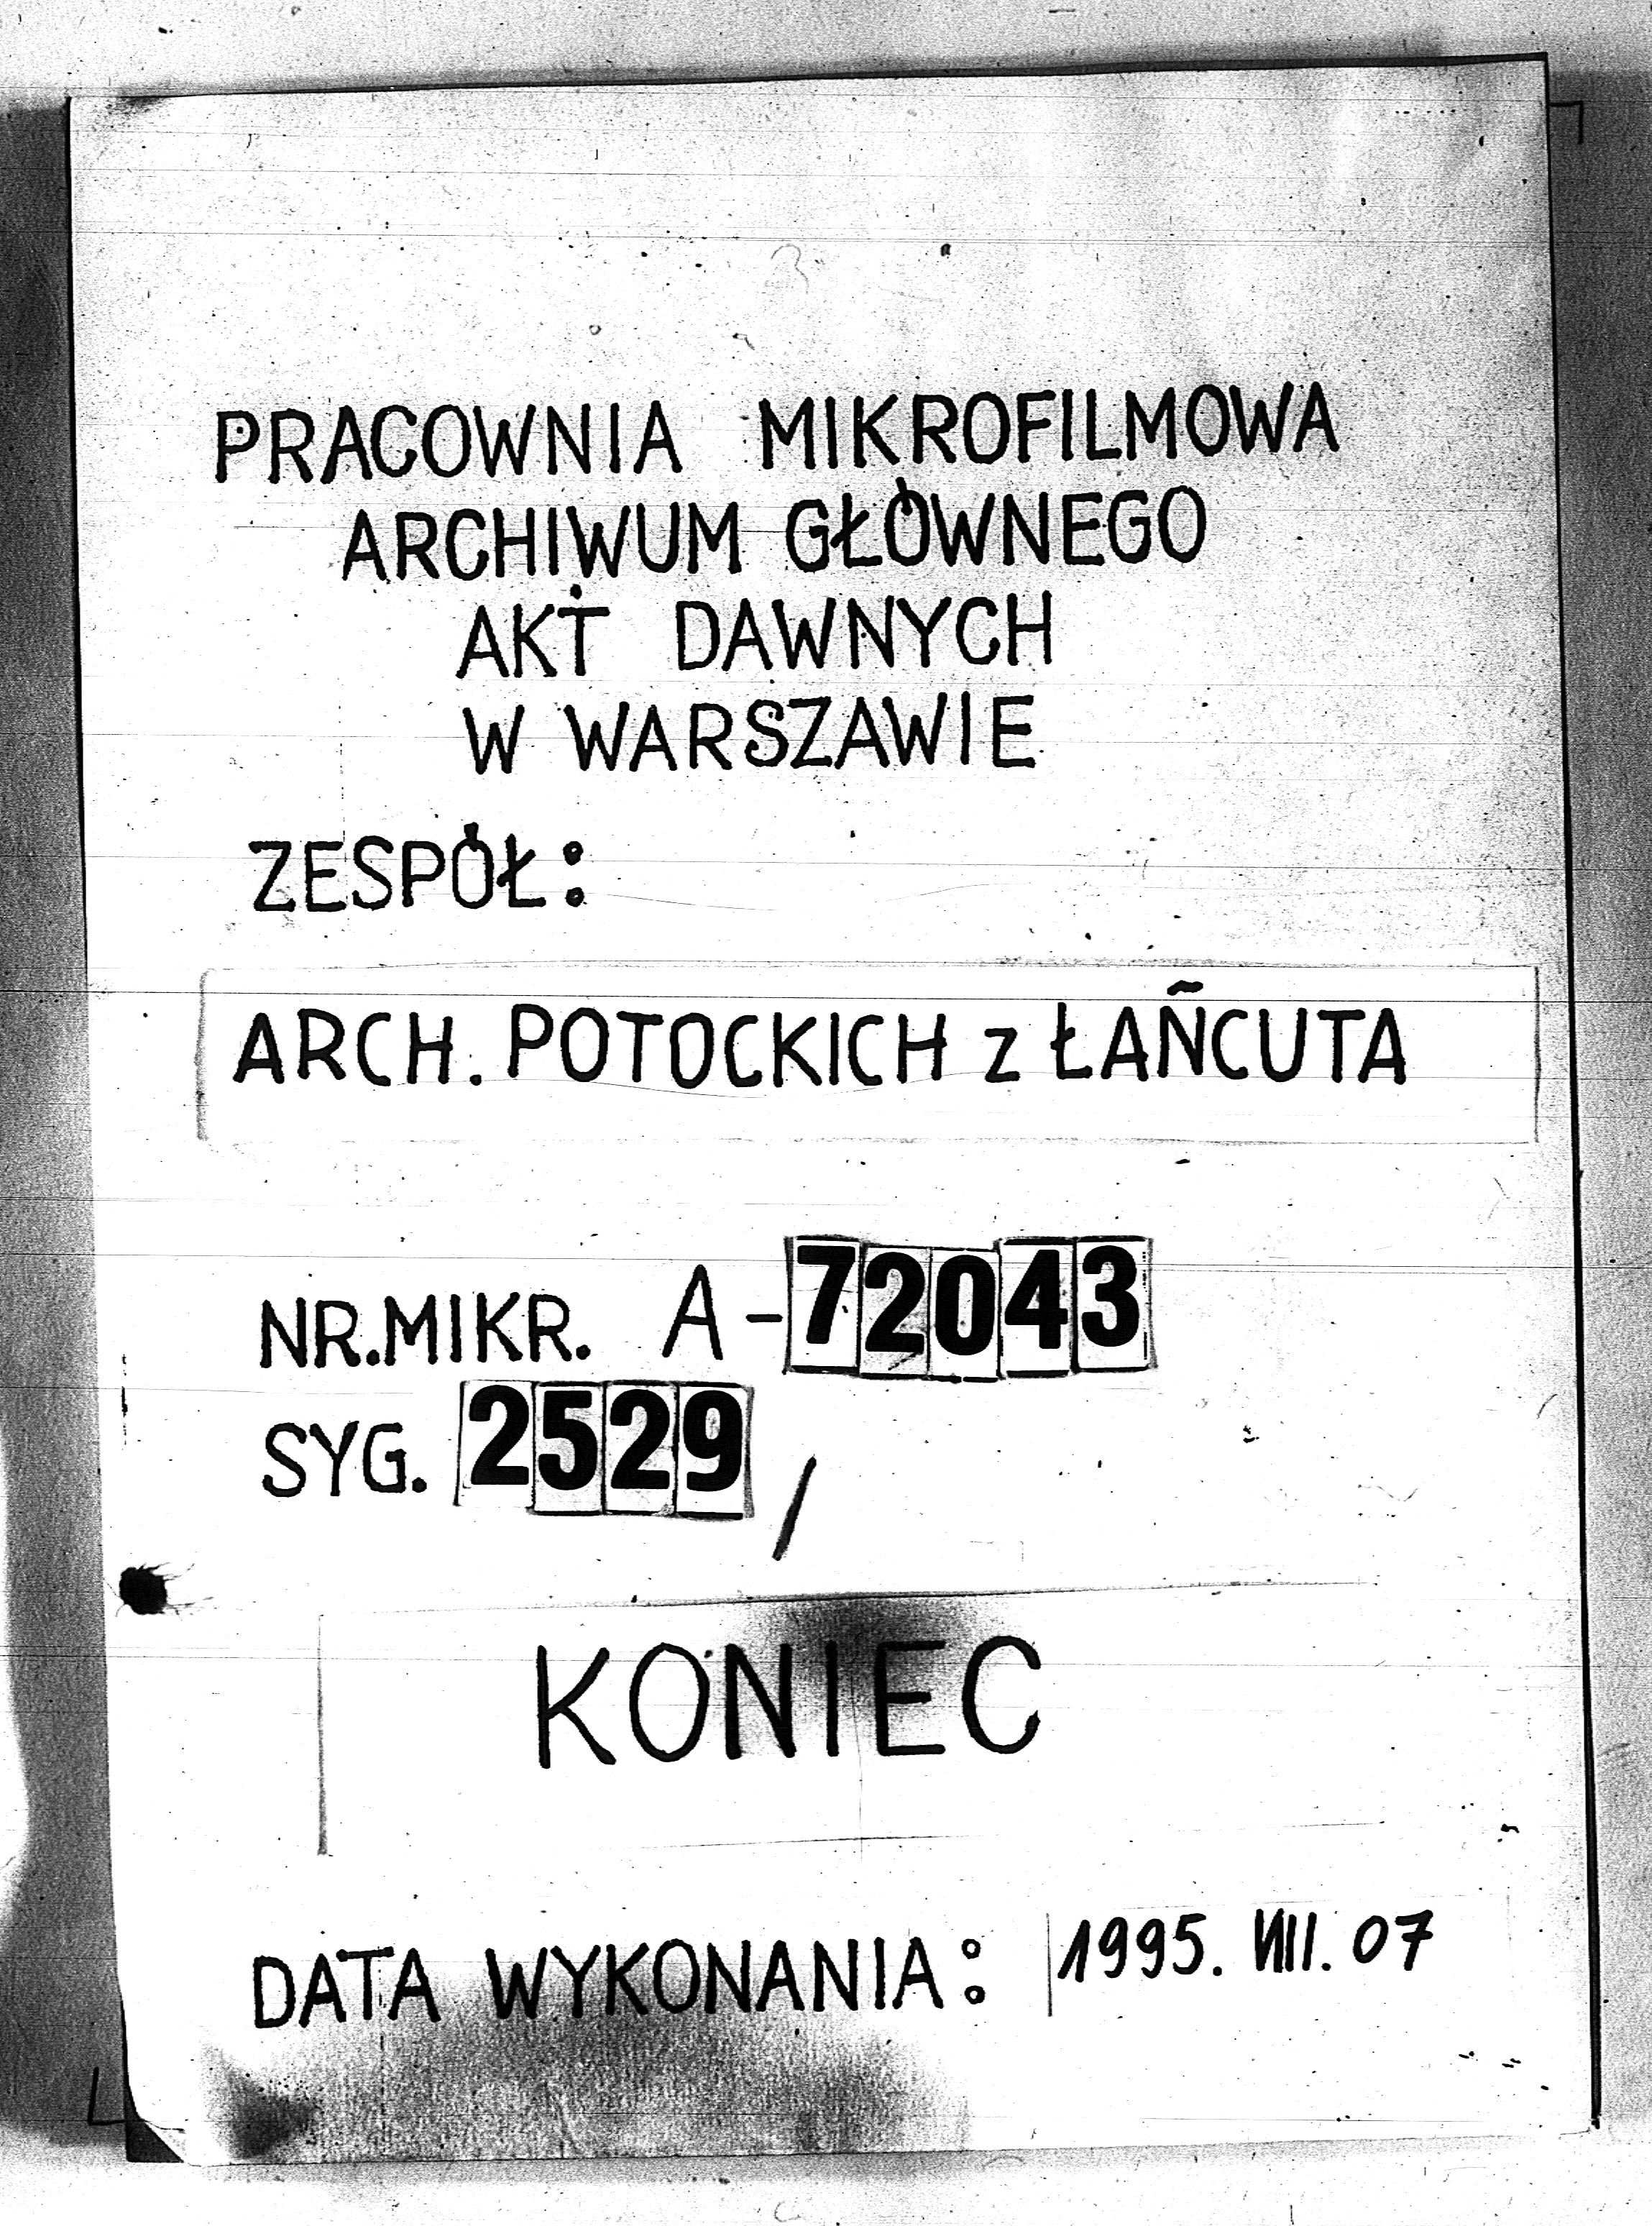 PRACOWNIA MIKROFILMOWA
ARCHIWUM GŁÓWNEGO
AKT DAWNYCH
W WARSZAWIE
ZESPÓŁ:
ARCH. POTOCKICH z ŁAŃCUTA
NR.MIKR. A-72043
SYG. 2529/
KONIEC
DATA WYKONANIA: 1995. VIII. 07